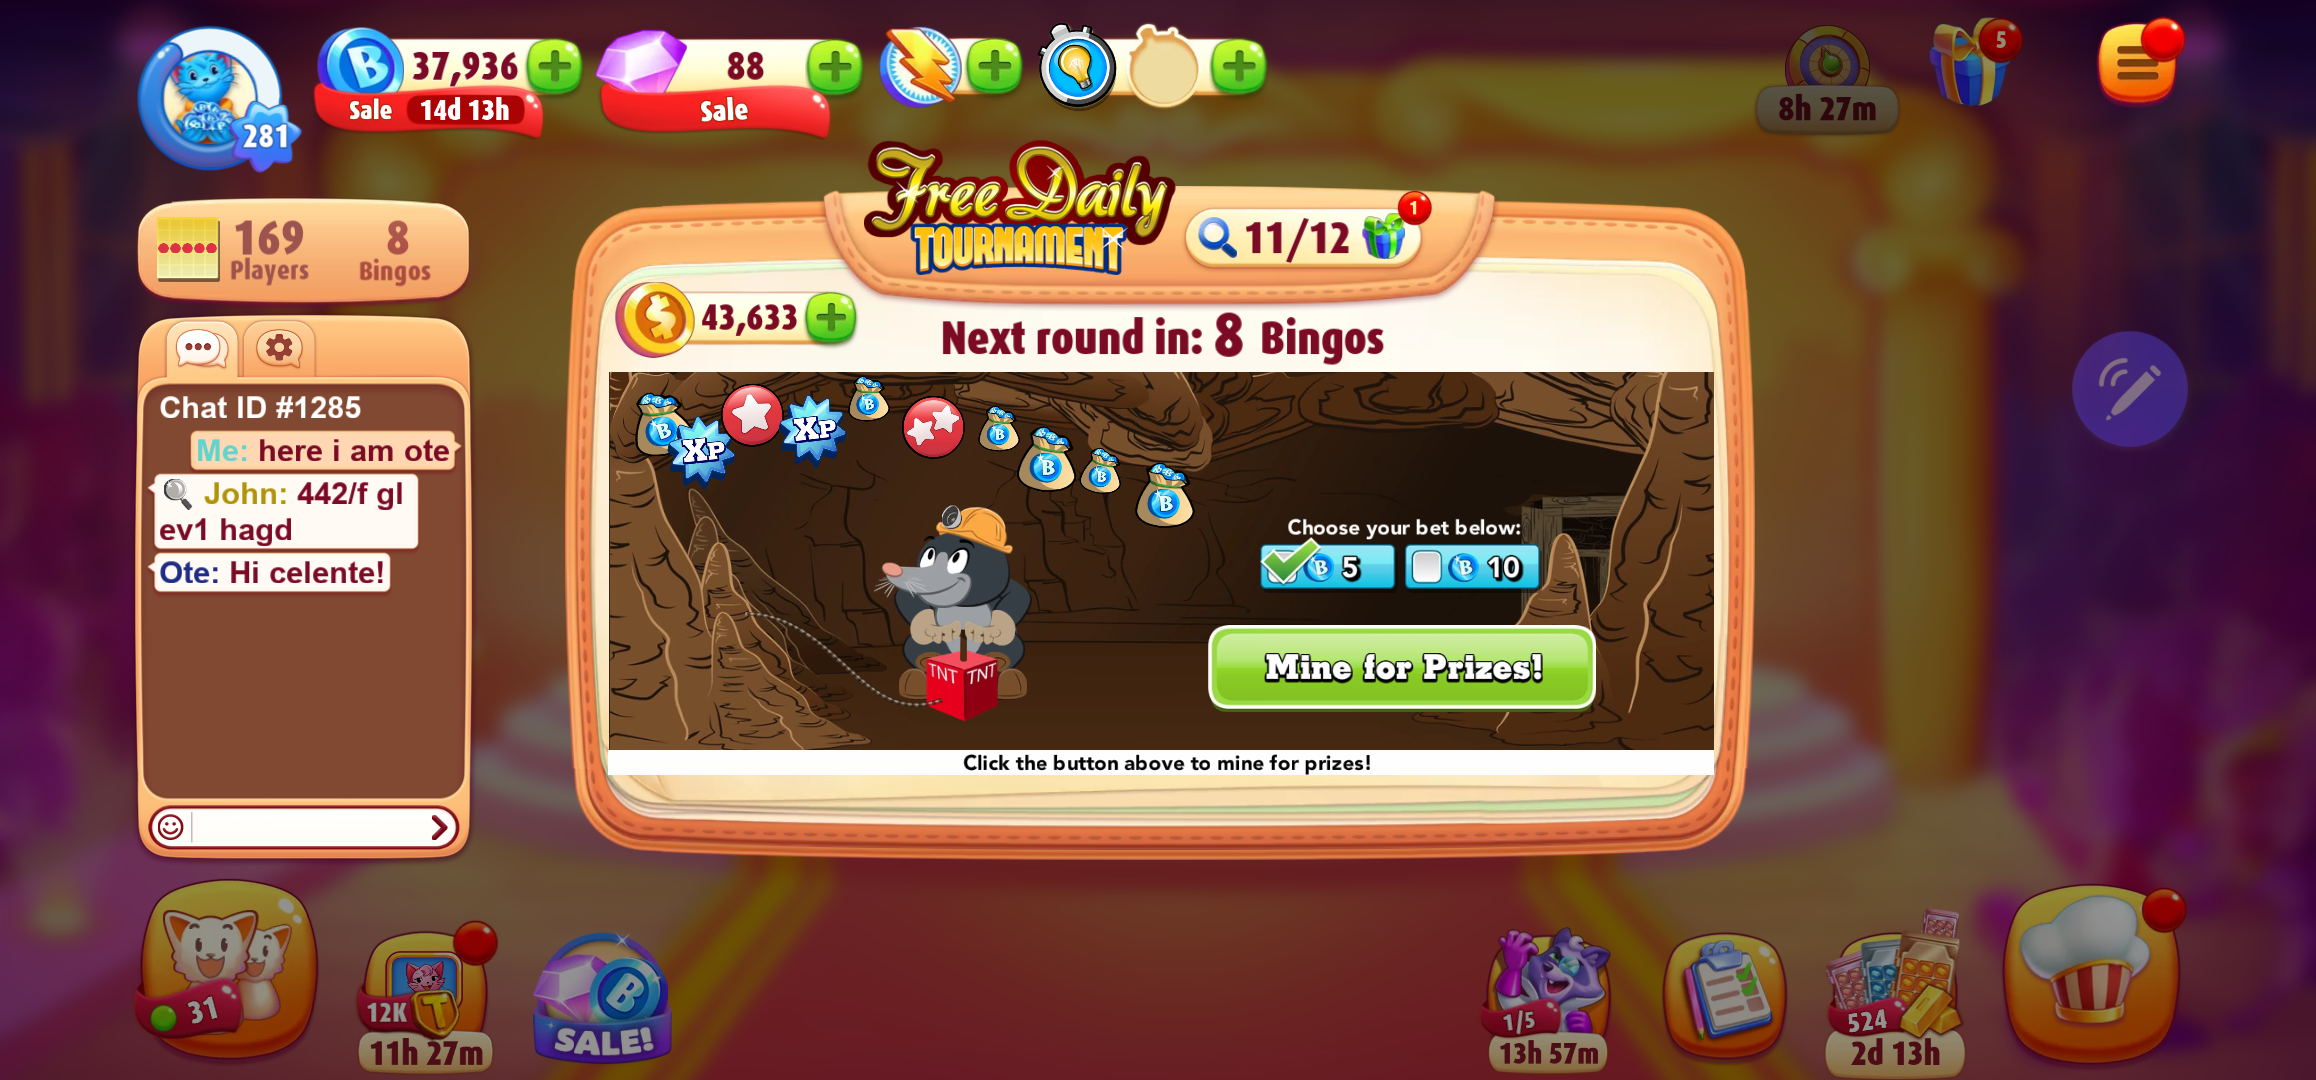 281
B 37,936
Sale 14d 13h
88
Sale
8h 27m
5
169 Players
8 Bingos
Free Daily
TOURNAMENT
11/12
1
43,633
Next round in: 8 Bingos
Chat ID #1285
Me: here i am ote
John: 442/f gl
ev1 hagd
Ote: Hi celente!
B
XP
XP
B
B
B
B
B
Choose your bet below:
B 5
B 10
TNT TNT
Mine for Prizes!
Click the button above to mine for prizes!
31
12K T
11h 27m
B
SALE!
1/5
13h 57m
524
2d 13h